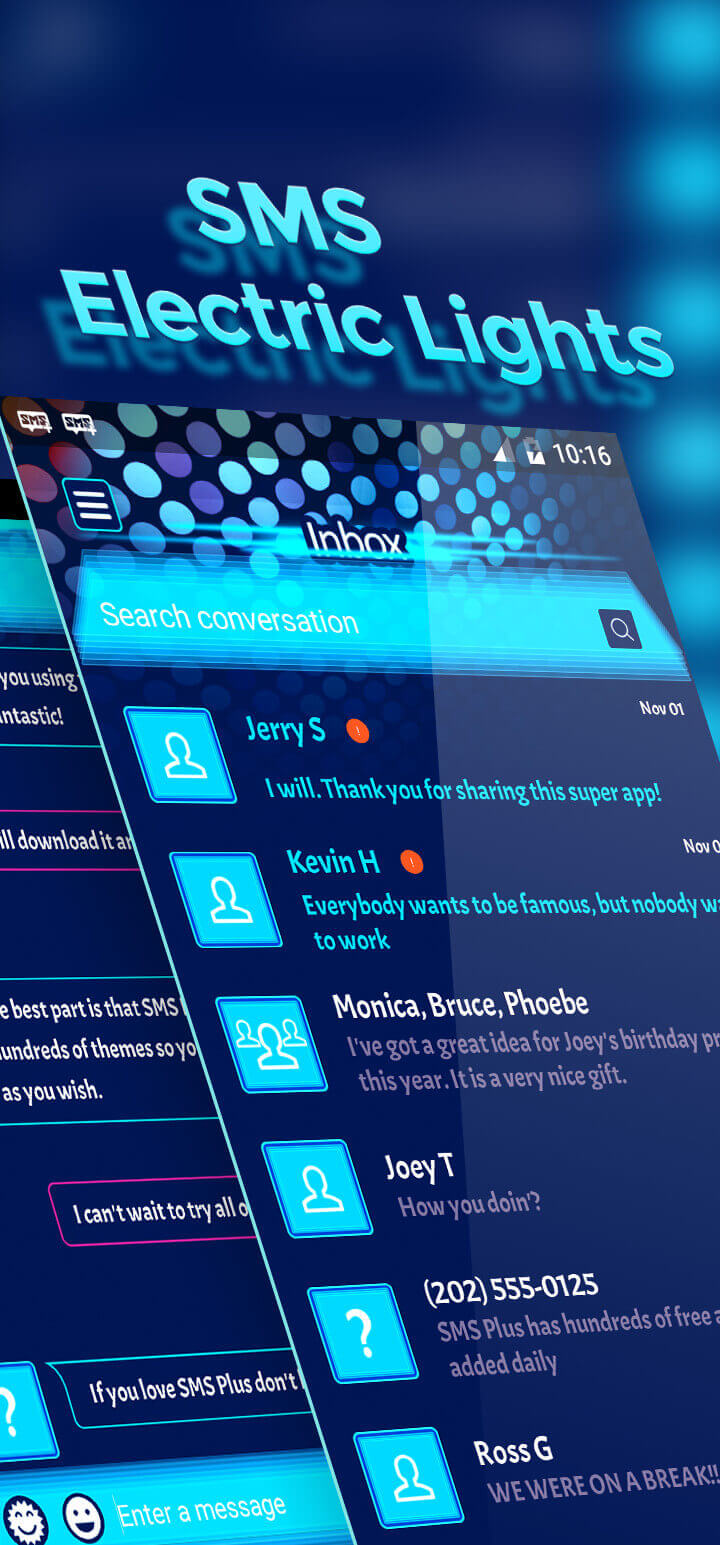 SMS
Electric Lights
SMS
SMS
10:16
Inbox
Search conversation
Nov 01
Jerry S
!
I will. Thank you for sharing this super app!
Nov
Kevin H
!
Everybody wants to be famous, but nobody
to work
Monica, Bruce, Phoebe
I've got a great idea for Joey's birthday
this year. It is a very nice gift.
Joey T
How you doin'?
(202) 555-0125
?
SMS Plus has hundreds of free
added daily
Ross G
WE WERE ON A BREAK!!
you using
download it
best part is that SMS
of themes so
as you wish.
I can't wait to try all
?
If you love SMS Plus don't
Enter a message